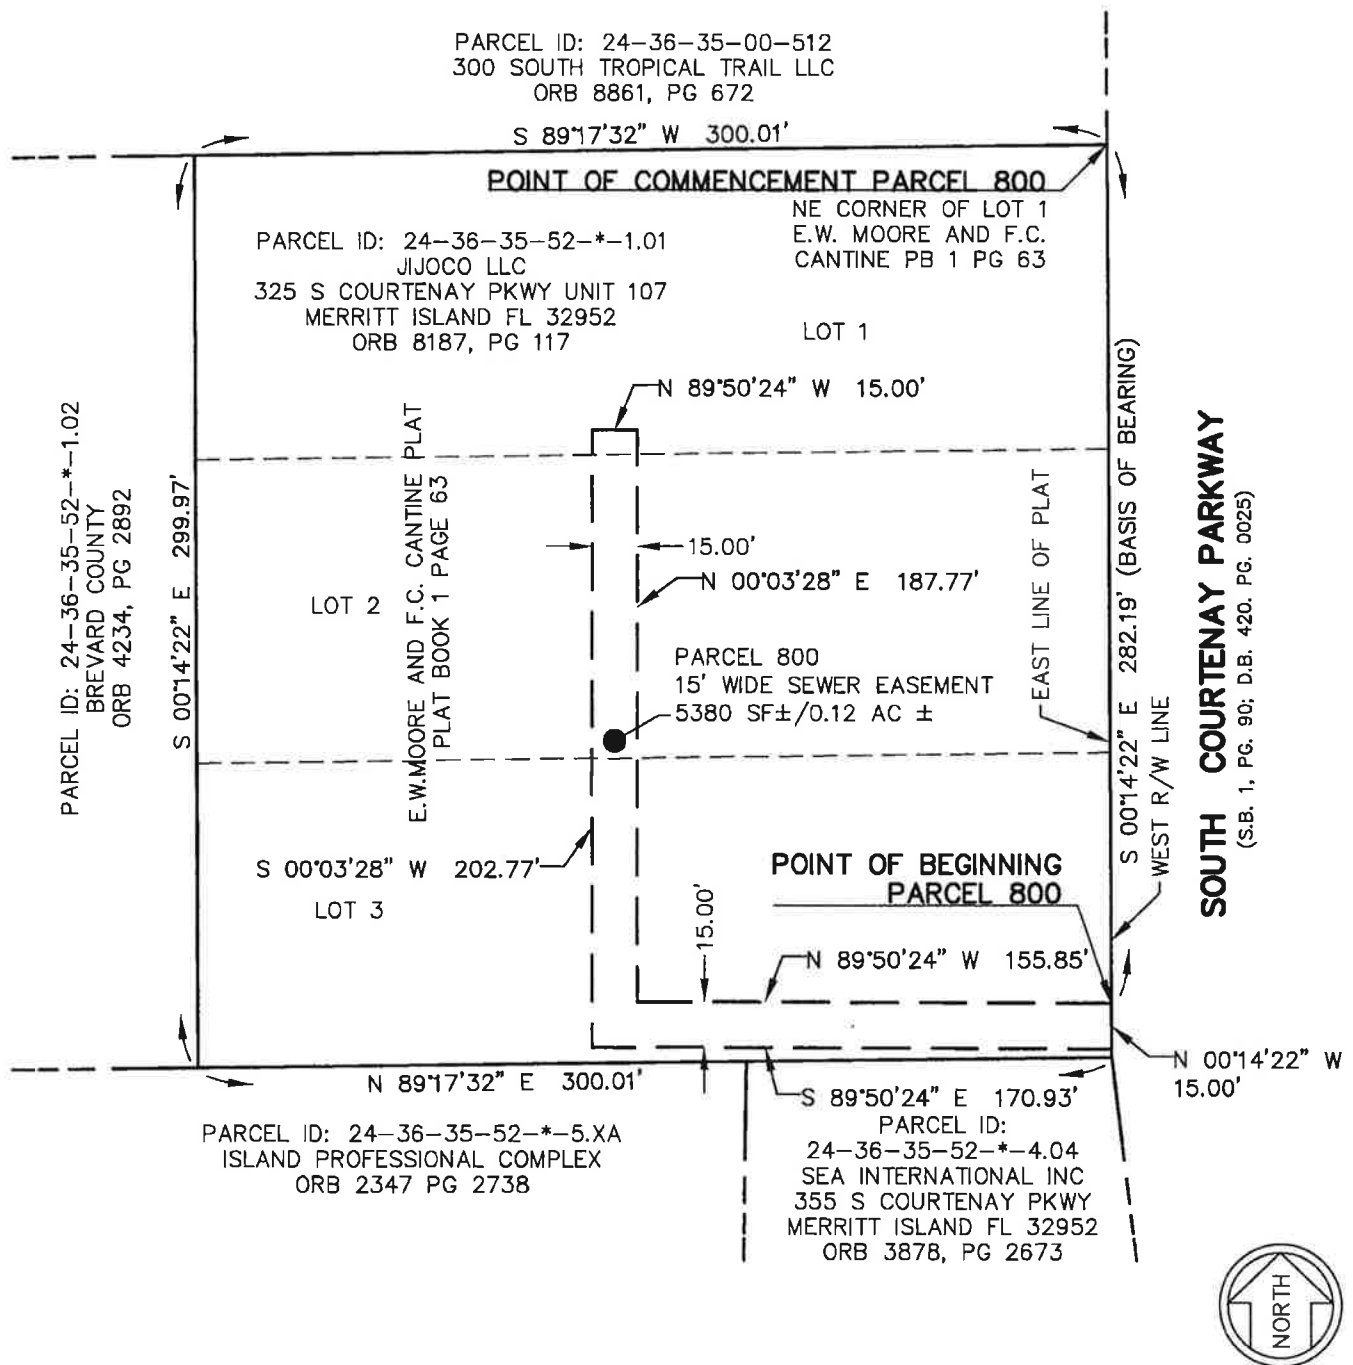 PARCEL ID: 24-36-35-00-512
300 SOUTH TROPICAL TRAIL LLC
ORB 8861, PG 672
S 89°17'32" W 300.01'
POINT OF COMMENCEMENT PARCEL 800
NE CORNER OF LOT 1
E.W. MOORE AND F.C.
CANTINE PB 1 PG 63
PARCEL ID: 24-36-35-52-*-1.01
JIJOCO LLC
325 S COURTENAY PKWY UNIT 107
MERRITT ISLAND FL 32952
ORB 8187, PG 117
LOT 1
N 89°50'24" W 15.00'
PARCEL ID: 24-36-35-52-*-1.02
BREVARD COUNTY
ORB 4234, PG 2892
S 00°14'22" E 299.97'
LOT 2
E.W.MOORE AND F.C. CANTINE PLAT
PLAT BOOK 1 PAGE 63
15.00'
N 00°03'28" E 187.77'
PARCEL 800
15' WIDE SEWER EASEMENT
5380 SF±/0.12 AC ±
EAST LINE OF PLAT
S 00°14'22" E 282.19' (BASIS OF BEARING)
WEST R/W LINE
SOUTH COURTENAY PARKWAY
(S.B. 1, PG. 90; D.B. 420. PG. 0025)
S 00°03'28" W 202.77'
LOT 3
POINT OF BEGINNING
PARCEL 800
15.00'
N 89°50'24" W 155.85'
N 00°14'22" W
15.00'
N 89°17'32" E 300.01'
S 89°50'24" E 170.93'
PARCEL ID: 24-36-35-52-*-5.XA
ISLAND PROFESSIONAL COMPLEX
ORB 2347 PG 2738
PARCEL ID:
24-36-35-52-*-4.04
SEA INTERNATIONAL INC
355 S COURTENAY PKWY
MERRITT ISLAND FL 32952
ORB 3878, PG 2673
NORTH